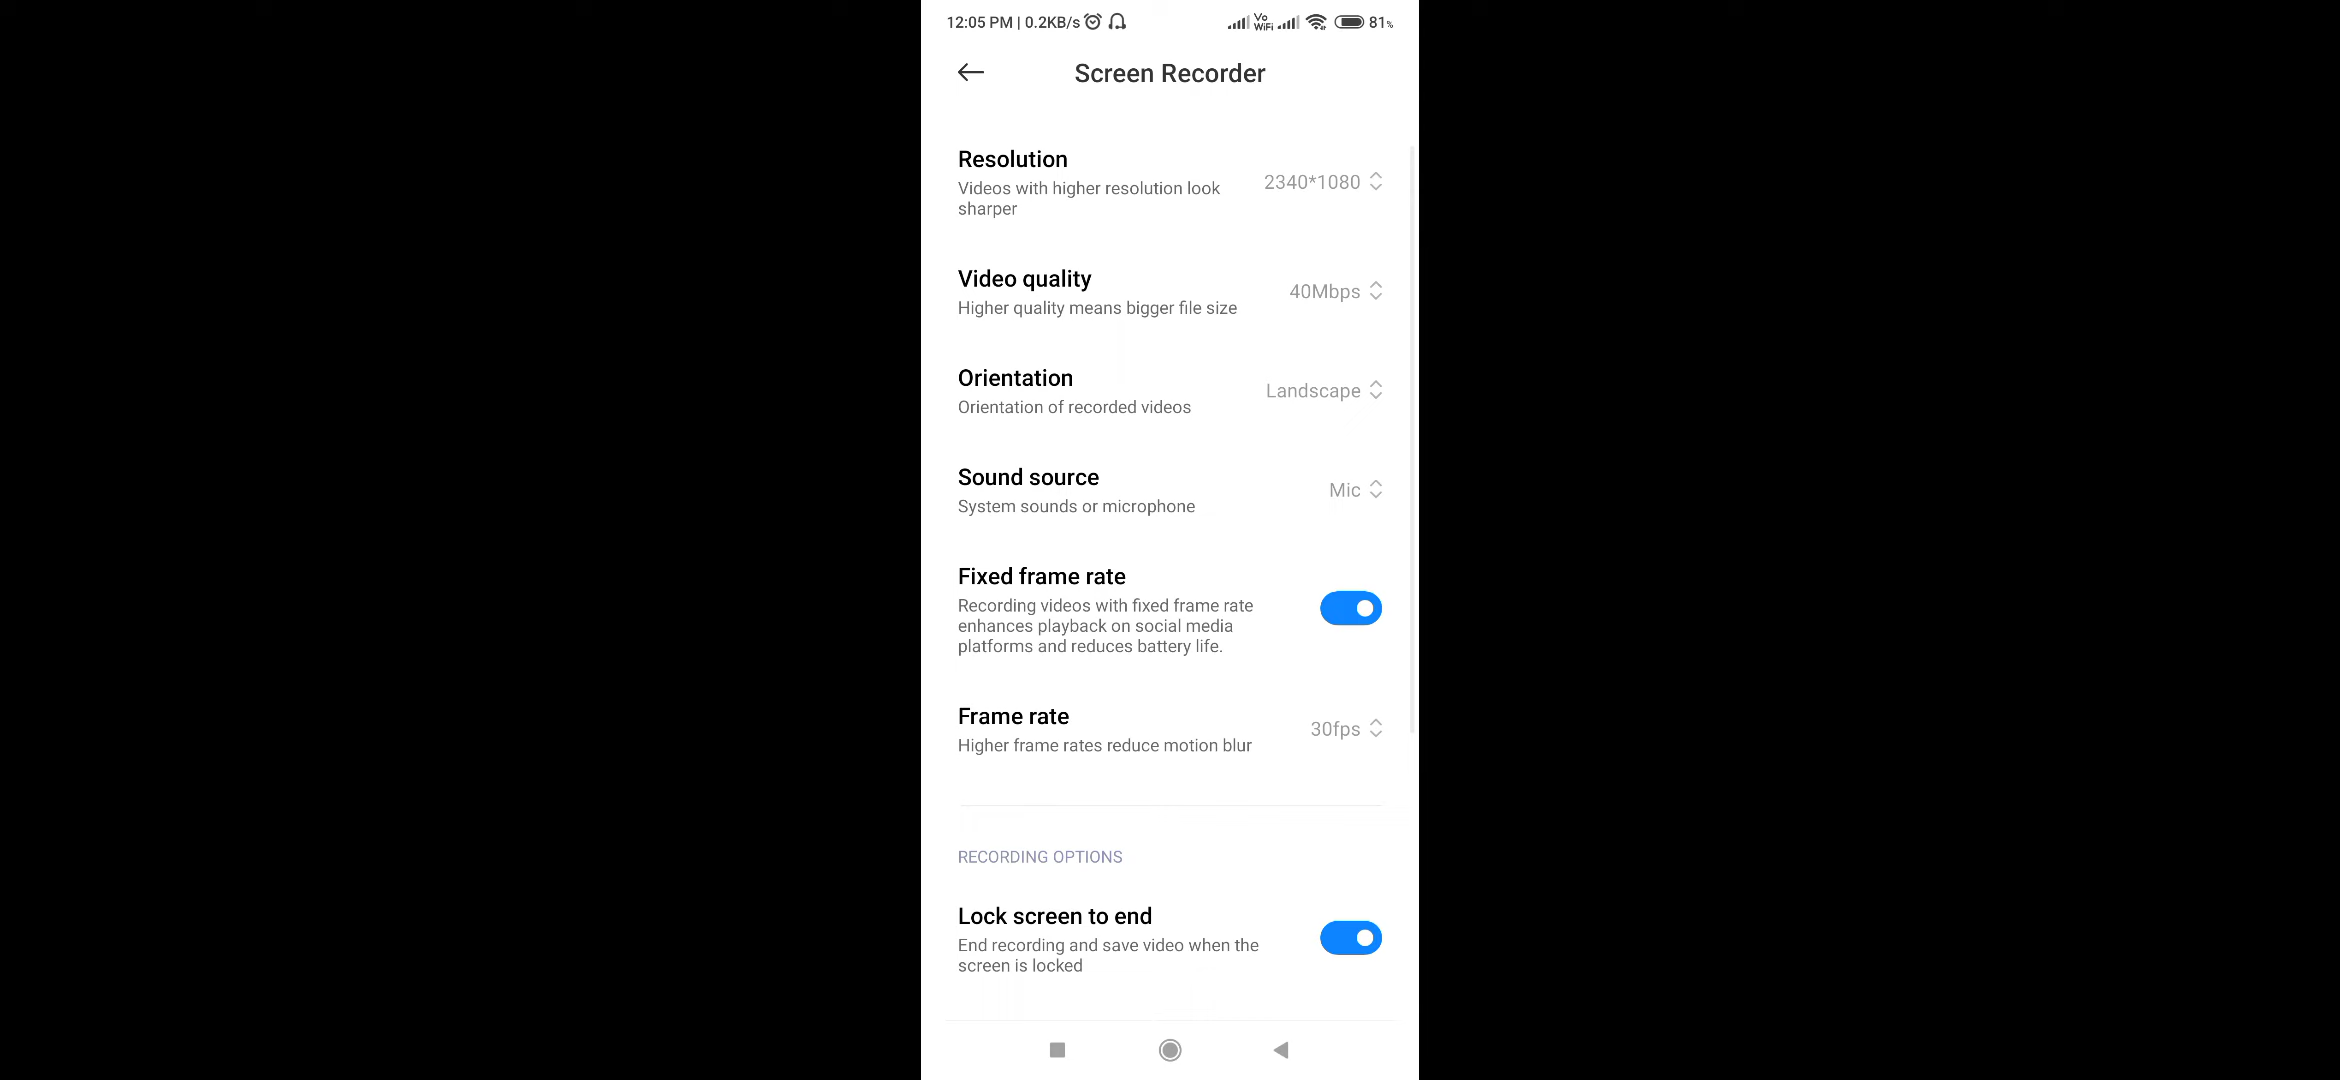 12:05 PM | 0.2KB/s Vo WiFi 81%
Screen Recorder
Resolution
Videos with higher resolution look
sharper
2340*1080
Video quality
Higher quality means bigger file size
40Mbps
Orientation
Orientation of recorded videos
Landscape
Sound source
System sounds or microphone
Mic
Fixed frame rate
Recording videos with fixed frame rate
enhances playback on social media
platforms and reduces battery life.
Frame rate
Higher frame rates reduce motion blur
30fps
RECORDING OPTIONS
Lock screen to end
End recording and save video when the
screen is locked